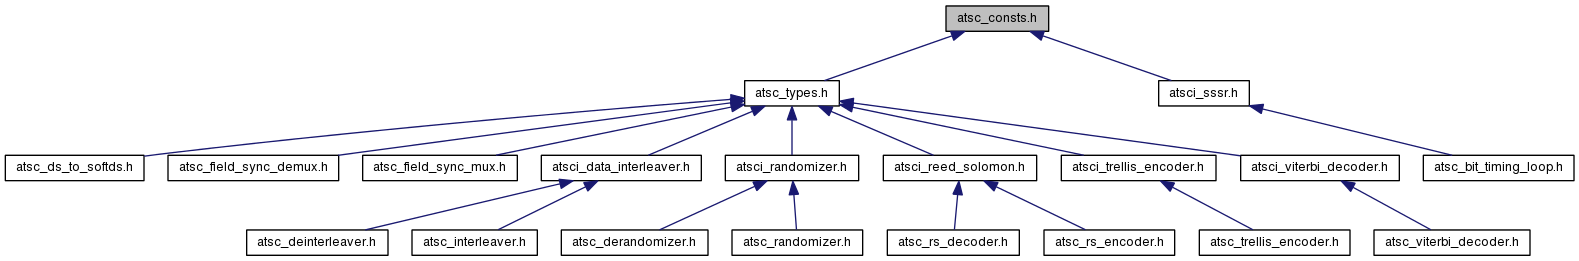 atsc_consts.h
atsc_types.h
atsci_sssr.h
atsc_ds_to_softds.h
atsc_field_sync_demux.h
atsc_field_sync_mux.h
atsci_data_interleaver.h
atsci_randomizer.h
atsci_reed_solomon.h
atsci_trellis_encoder.h
atsci_viterbi_decoder.h
atsc_bit_timing_loop.h
atsc_deinterleaver.h
atsc_interleaver.h
atsc_derandomizer.h
atsc_randomizer.h
atsc_rs_decoder.h
atsc_rs_encoder.h
atsc_trellis_encoder.h
atsc_viterbi_decoder.h